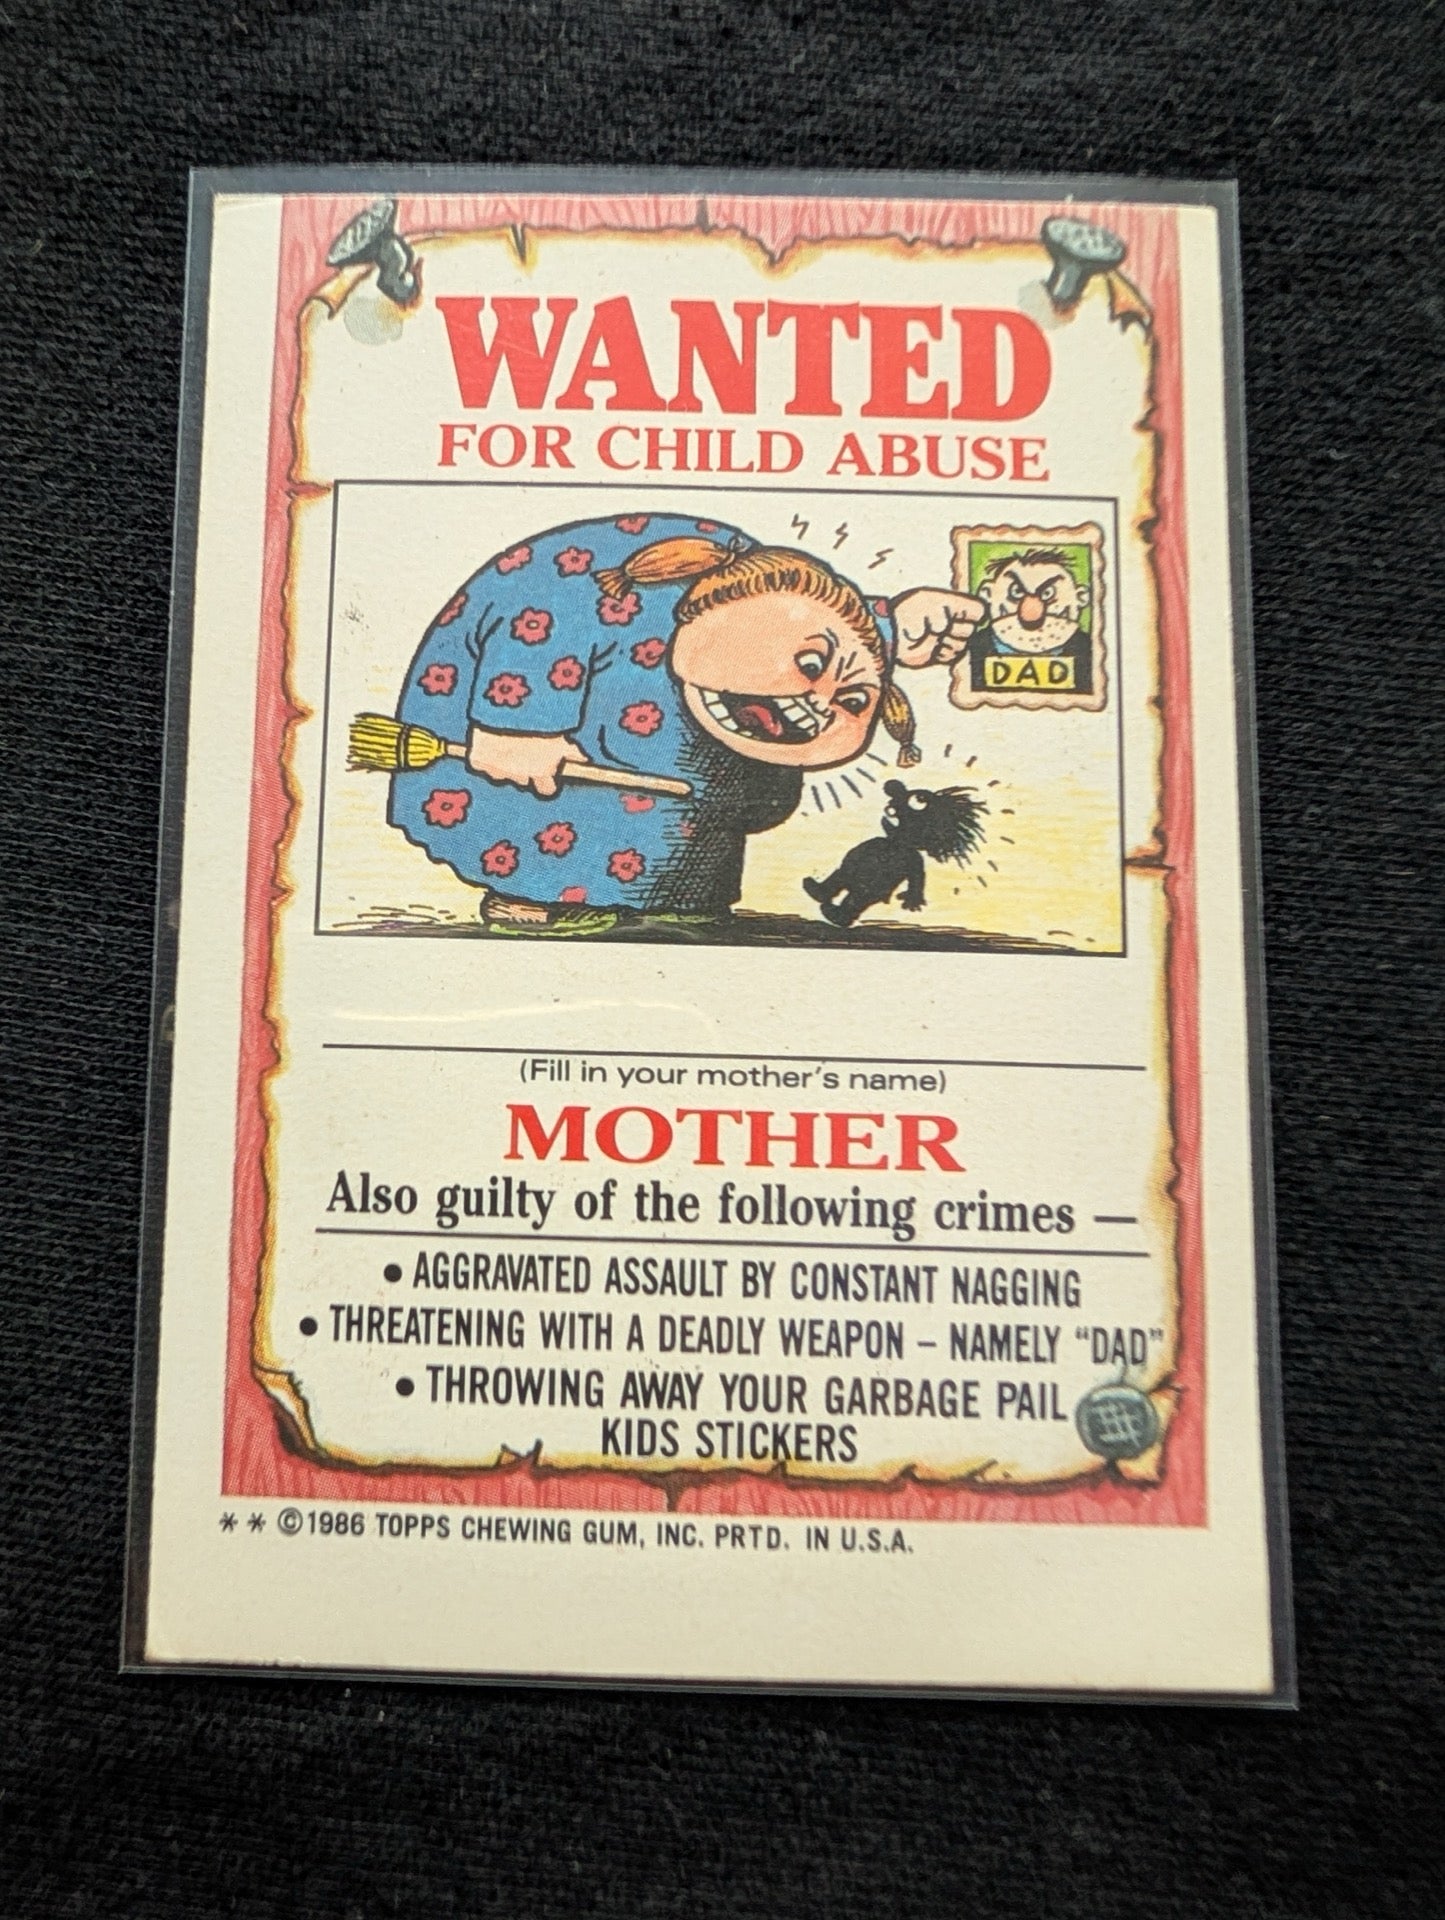 WANTED
FOR CHILD ABUSE
DAD
(Fill in your mother's name)
MOTHER
Also guilty of the following crimes —
• AGGRAVATED ASSAULT BY CONSTANT NAGGING
• THREATENING WITH A DEADLY WEAPON – NAMELY “DAD”
• THROWING AWAY YOUR GARBAGE PAIL
KIDS STICKERS
* * ©1986 TOPPS CHEWING GUM, INC. PRTD. IN U.S.A.